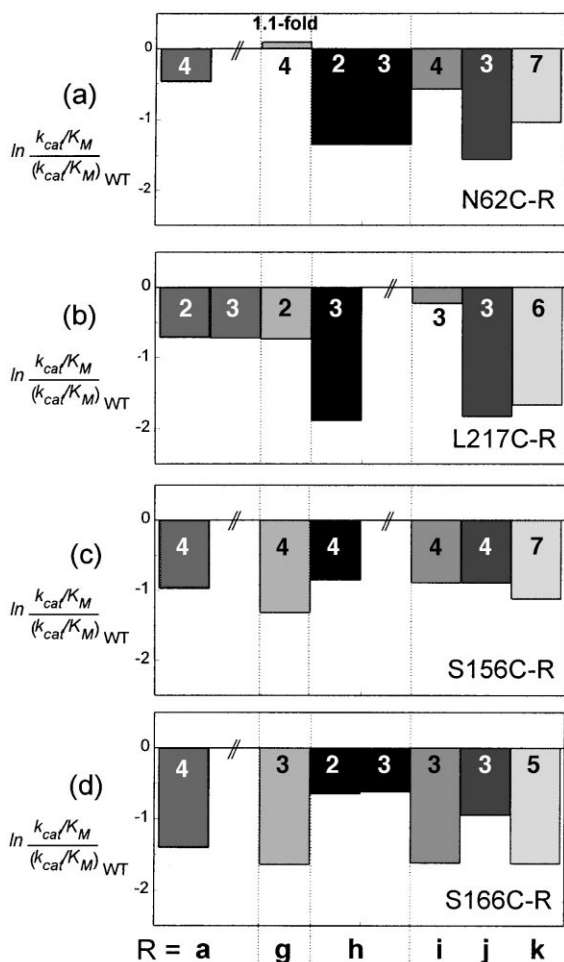 1.1-fold
0
4 // 4 2 3 4 3 7
(a)
-1
ln kcat/KM
(kcat/KM) WT
-2
N62C-R
0
//
2 3 2 3 3 3 6
(b)
-1
ln kcat/KM
(kcat/KM) WT
-2
L217C-R
0
// //
4 4 4 4 4 7
(c)
-1
ln kcat/KM
(kcat/KM) WT
-2
S156C-R
0
//
4 3 2 3 3 3 5
(d)
-1
ln kcat/KM
(kcat/KM) WT
-2
S166C-R
R = a g h i j k